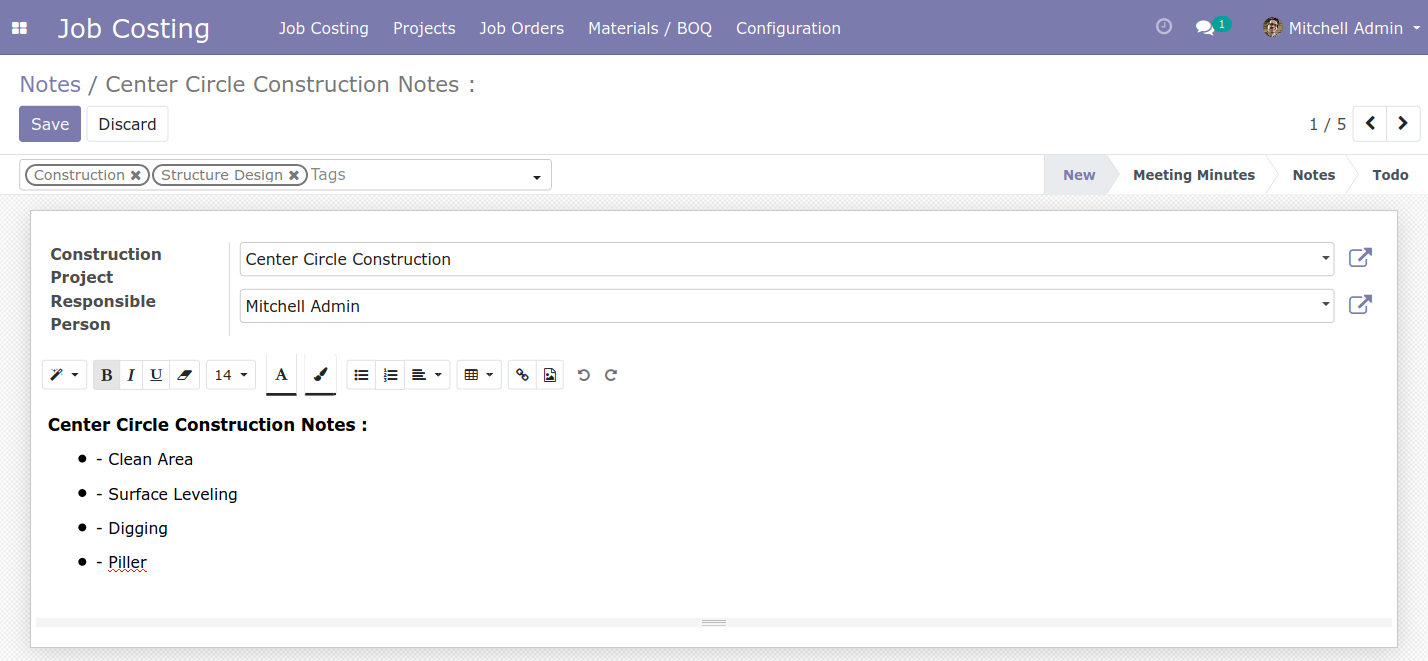 Job Costing Job Costing Projects Job Orders Materials / BOQ Configuration 1 Mitchell Admin
Notes / Center Circle Construction Notes :
Save Discard 1 / 5
Construction ✖ Structure Design ✖ Tags New Meeting Minutes Notes Todo
Construction Project Center Circle Construction
Responsible Person Mitchell Admin
B I U 14 A
Center Circle Construction Notes :
● - Clean Area
● - Surface Leveling
● - Digging
● - Piller